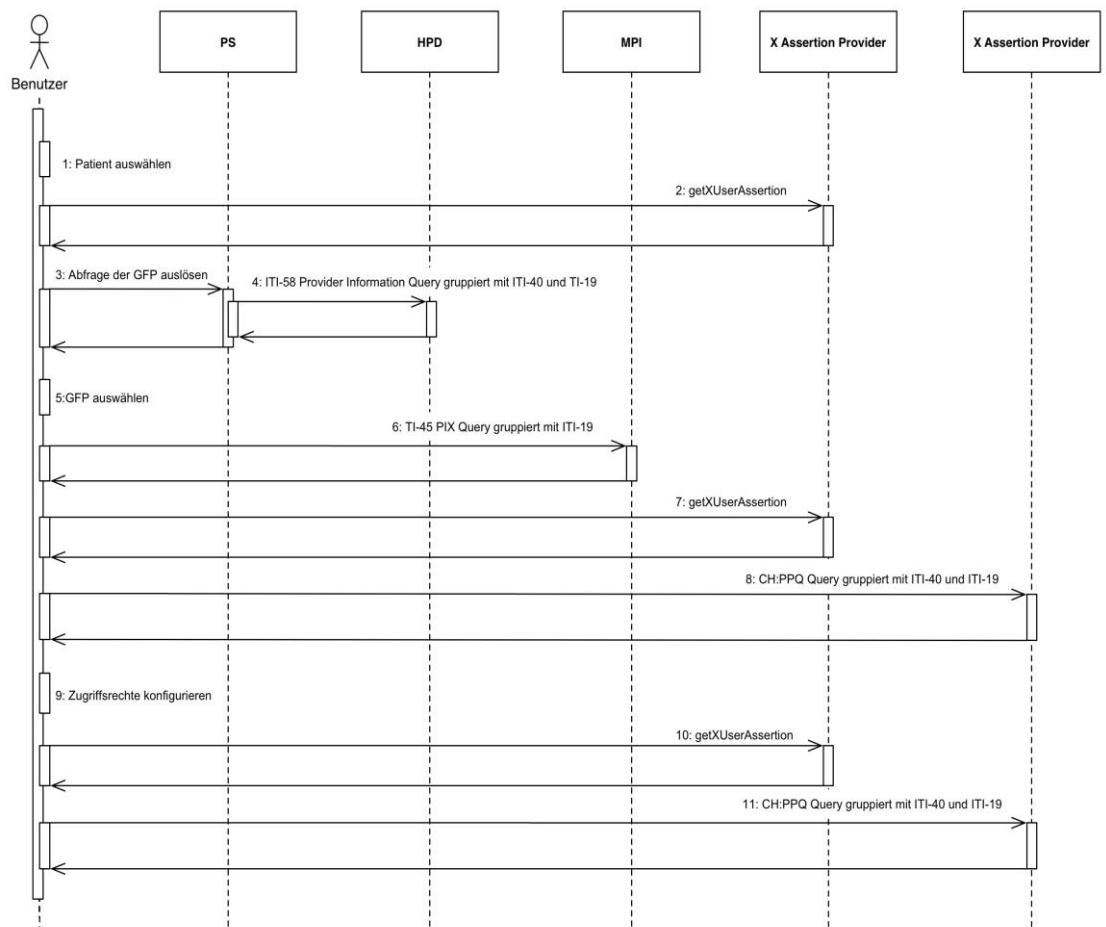 PS
HPD
MPI
X Assertion Provider
X Assertion Provider
Benutzer
1: Patient auswählen
2: getXUserAssertion
3: Abfrage der GFP auslösen
4: ITI-58 Provider Information Query gruppiert mit ITI-40 und TI-19
5:GFP auswählen
6: TI-45 PIX Query gruppiert mit ITI-19
7: getXUserAssertion
8: CH:PPQ Query gruppiert mit ITI-40 und ITI-19
9: Zugriffsrechte konfigurieren
10: getXUserAssertion
11: CH:PPQ Query gruppiert mit ITI-40 und ITI-19